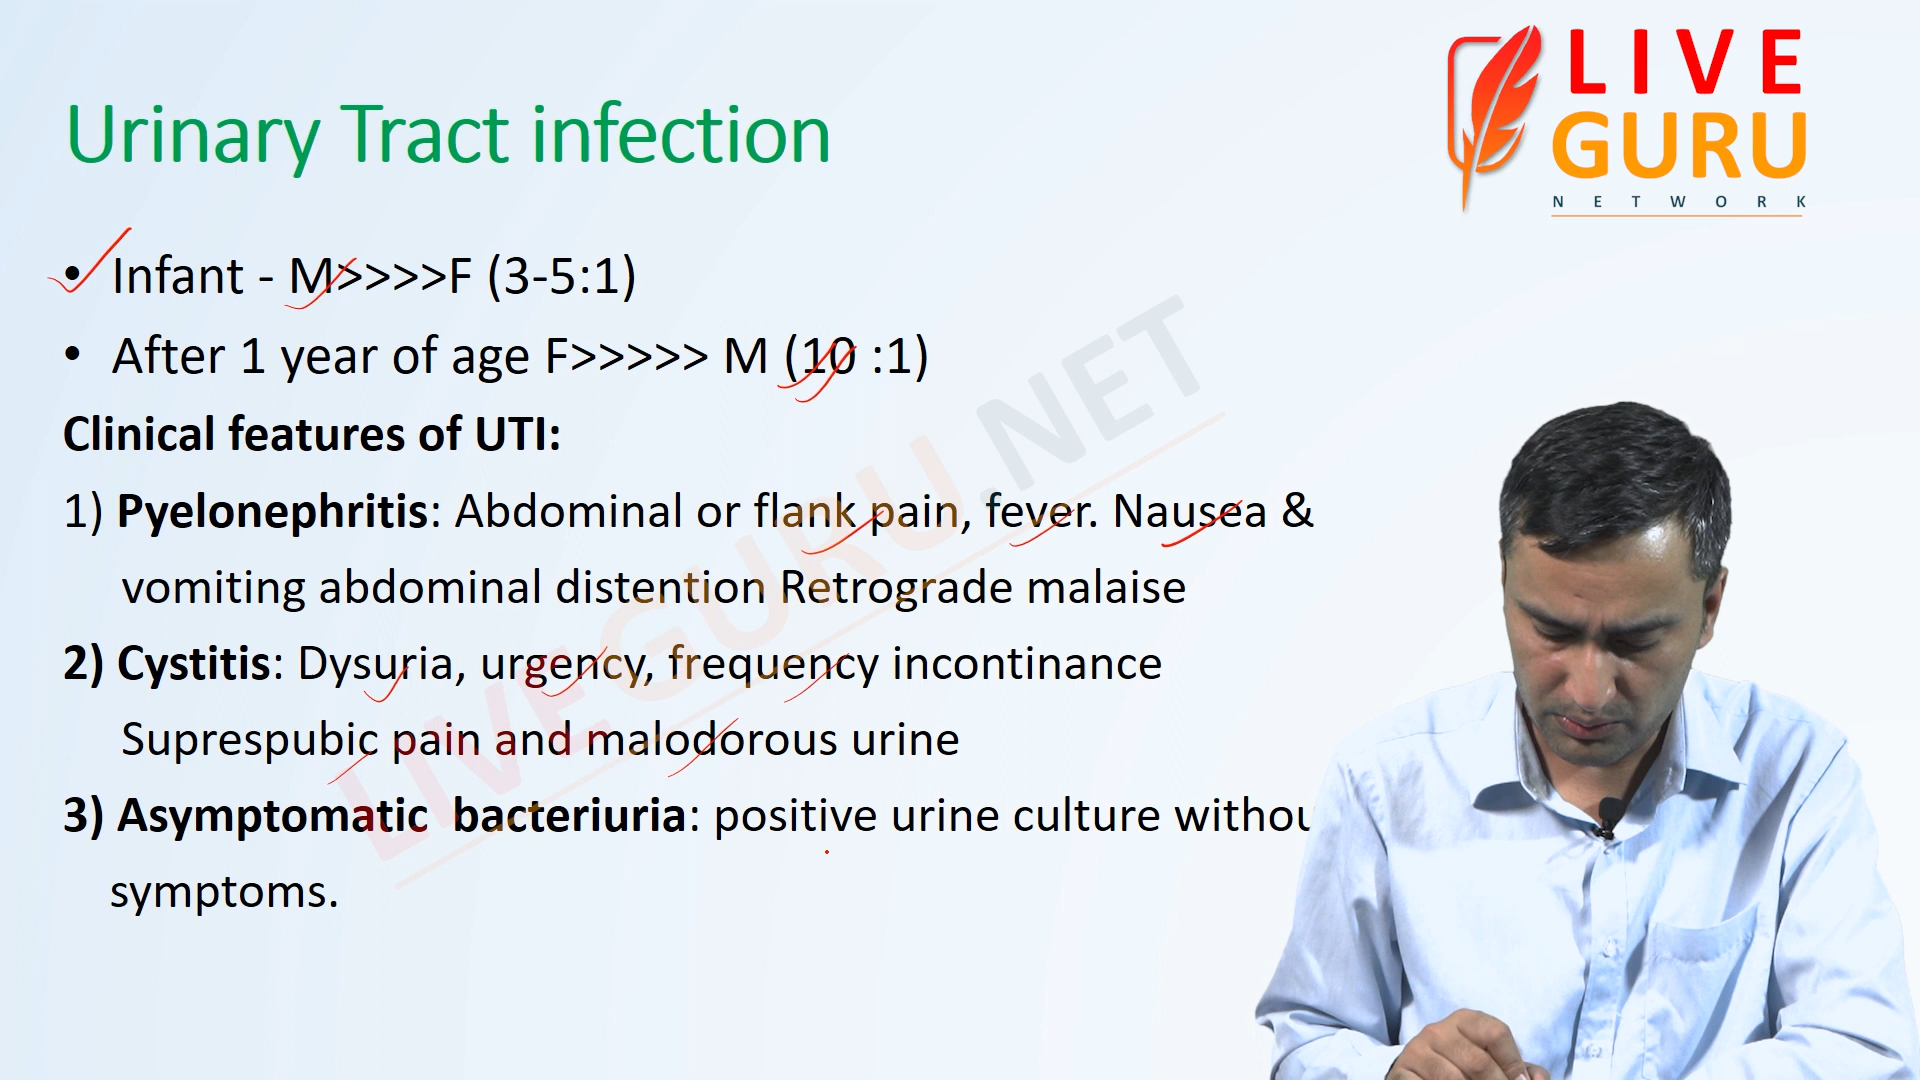 LIVE
GURU
NETWORK
Urinary Tract infection
• Infant - M>>>>F (3-5:1)
• After 1 year of age F>>>>> M (10 :1)
Clinical features of UTI:
1) Pyelonephritis: Abdominal or flank pain, fever. Nausea &
vomiting abdominal distention Retrograde malaise
2) Cystitis: Dysuria, urgency, frequency incontinance
Suprespubic pain and malodorous urine
3) Asymptomatic bacteriuria: positive urine culture withou
symptoms.
LIVEGURU.NET